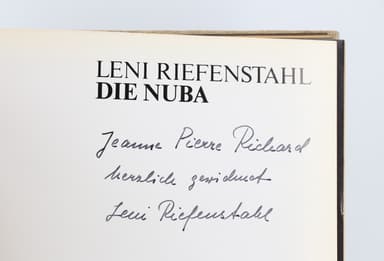 LENI RIEFENSTAHL
DIE NUBA
Jeanne Pierre Richard
herzlich gewidmet
Leni Riefenstahl